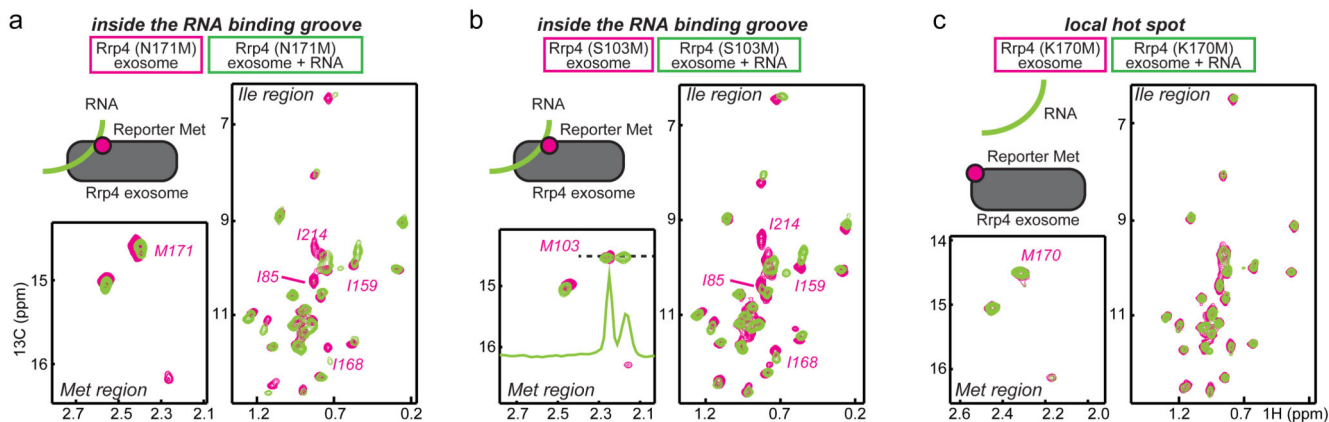 a
inside the RNA binding groove
Rrp4 (N171M)
exosome
Rrp4 (N171M)
exosome + RNA
RNA
Reporter Met
Rrp4 exosome
Ile region
7
9
11
I214
I85
I159
I168
1.2
0.7
0.2
M171
15
16
13C (ppm)
Met region
2.7
2.5
2.3
2.1
b
inside the RNA binding groove
Rrp4 (S103M)
exosome
Rrp4 (S103M)
exosome + RNA
RNA
Reporter Met
Rrp4 exosome
Ile region
7
9
11
I214
I85
I159
I168
1.2
0.7
0.2
M103
15
16
Met region
2.7
2.5
2.3
2.1
c
local hot spot
Rrp4 (K170M)
exosome
Rrp4 (K170M)
exosome + RNA
RNA
Reporter Met
Rrp4 exosome
Ile region
7
9
11
1.2
0.7
1H (ppm)
14
M170
15
16
Met region
2.6
2.4
2.2
2.0